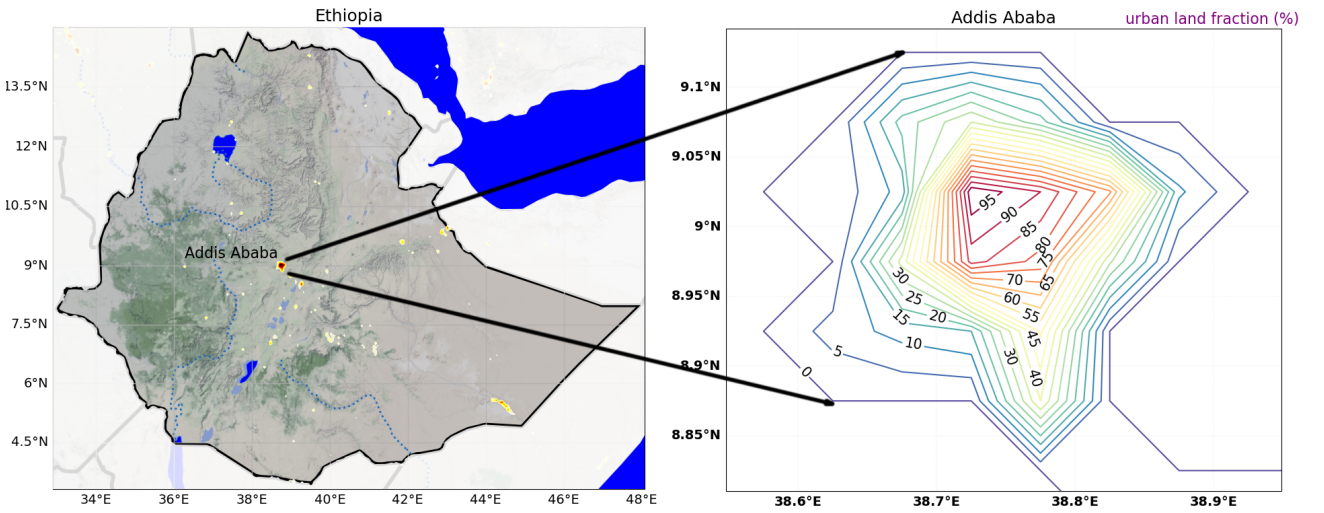 Ethiopia
13.5°N
12°N
10.5°N
9°N
7.5°N
6°N
4.5°N
34°E
36°E
38°E
40°E
42°E
44°E
46°E
48°E
Addis Ababa
Addis Ababa
urban land fraction (%)
9.1°N
9.05°N
9°N
8.95°N
8.9°N
8.85°N
38.6°E
38.7°E
38.8°E
38.9°E
95
90
85
80
75
70
65
60
55
45
40
30
30
25
20
15
10
5
0